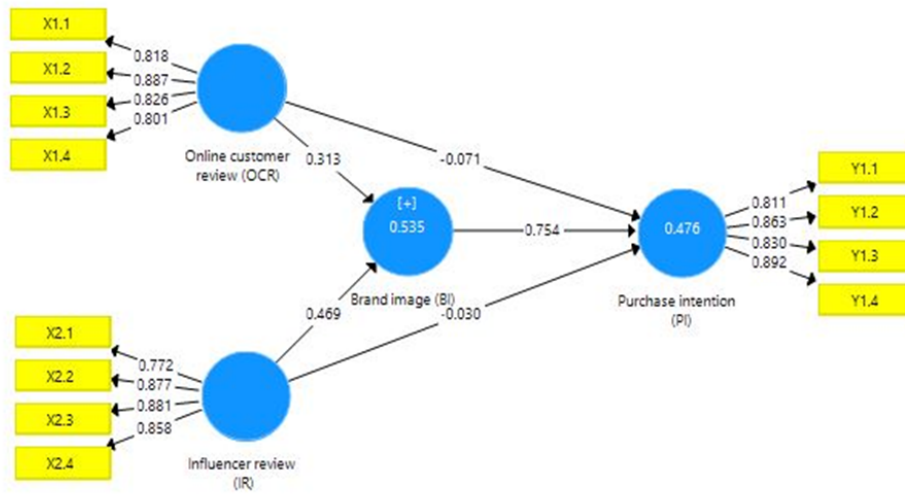 X1.1
X1.2
X1.3
X1.4
0.818
0.887
0.826
0.801
Online customer
review (OCR)
0.313
-0.071
[+]
0.535
Brand image (BI)
0.754
0.476
Purchase intention
(PI)
0.811
0.863
0.830
0.892
Y1.1
Y1.2
Y1.3
Y1.4
0.469
-0.030
X2.1
X2.2
X2.3
X2.4
0.772
0.877
0.881
0.858
Influencer review
(IR)